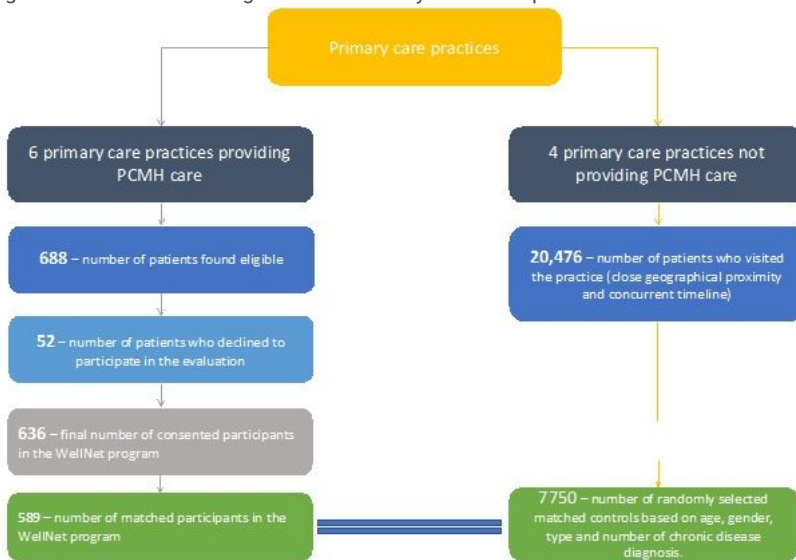 Primary care practices
6 primary care practices providing
PCMH care
4 primary care practices not
providing PCMH care
688 – number of patients found eligible
20,476 – number of patients who visited
the practice (close geographical proximity
and concurrent timeline)
52 – number of patients who declined to
participate in the evaluation
636 – final number of consented participants
in the WellNet program
589 – number of matched participants in the
WellNet program
7750 – number of randomly selected
matched controls based on age, gender,
type and number of chronic disease
diagnosis.